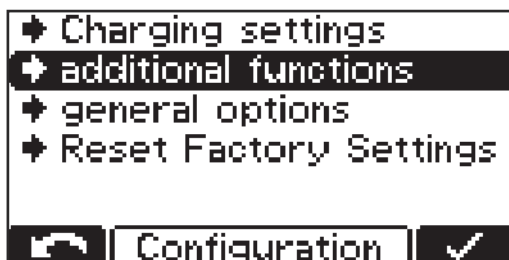 Charging settings
additional functions
general options
Reset Factory Settings
Configuration